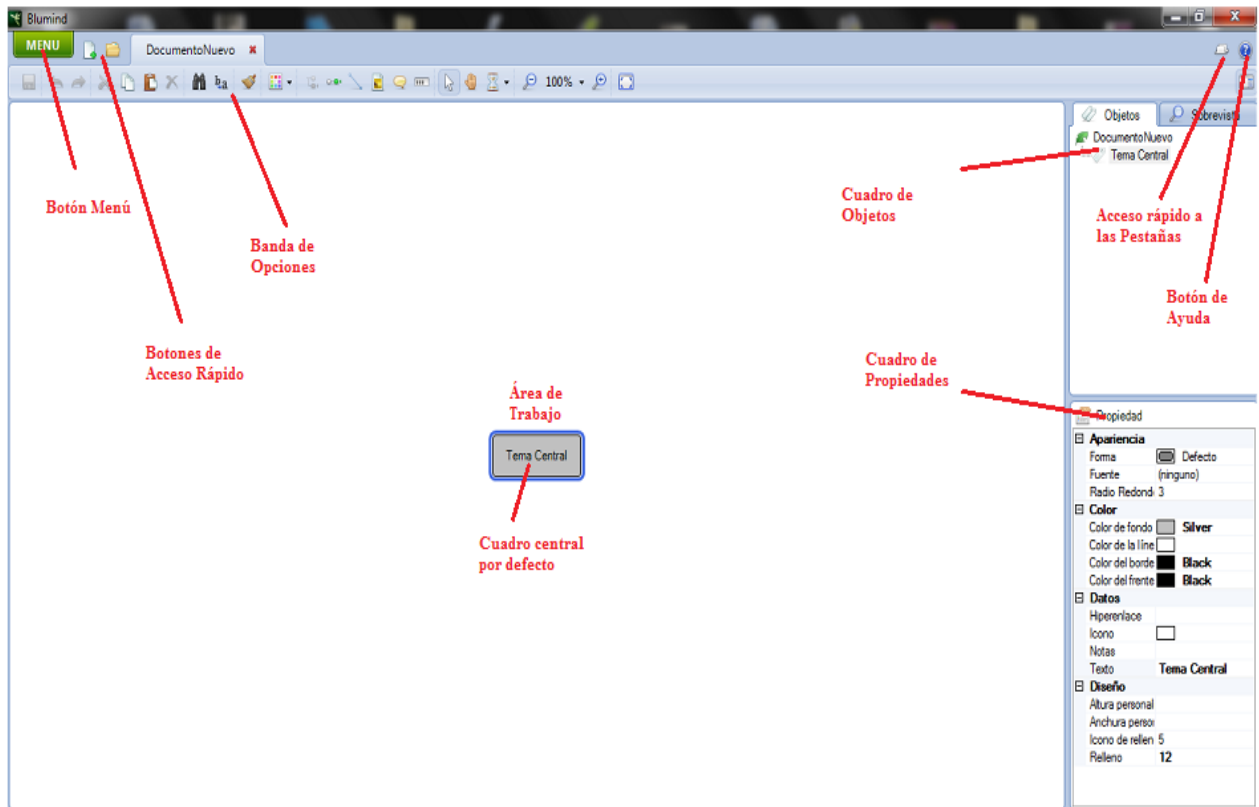 Blumind
MENU
DocumentoNuevo
100%
Objetos
Sobrevista
DocumentoNuevo
Tema Central
Botón Menú
Banda de
Opciones
Botones de
Acceso Rápido
Cuadro de
Objetos
Acceso rápido a
las Pestañas
Botón de
Ayuda
Cuadro de
Propiedades
Área de
Trabajo
Tema Central
Cuadro central
por defecto
Propiedad
Apariencia
Forma Defecto
Fuente (ninguno)
Radio Redond 3
Color
Color de fondo Silver
Color de la líne
Color del borde Black
Color del frente Black
Datos
Hiperenlace
Icono
Notas
Texto Tema Central
Diseño
Altura personal
Anchura perso
Icono de rellen 5
Relleno 12